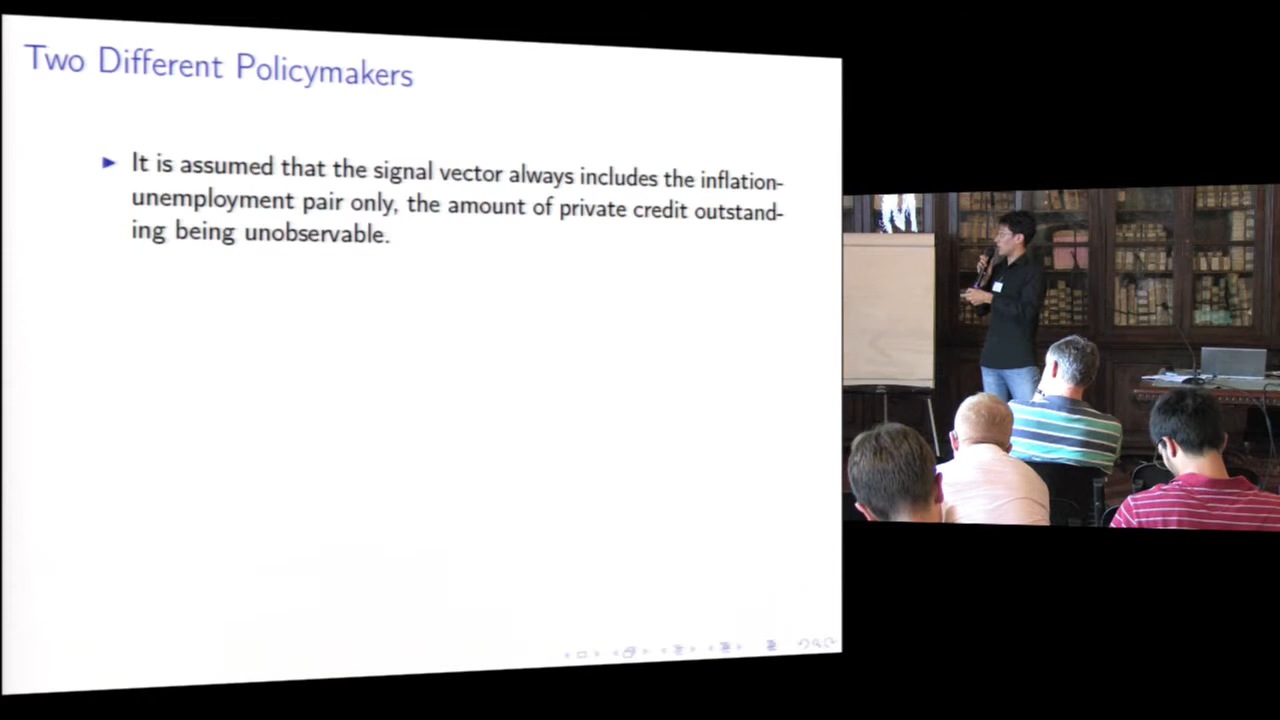 Two Different Policymakers
It is assumed that the signal vector always includes the inflation-
unemployment pair only, the amount of private credit outstand-
ing being unobservable.